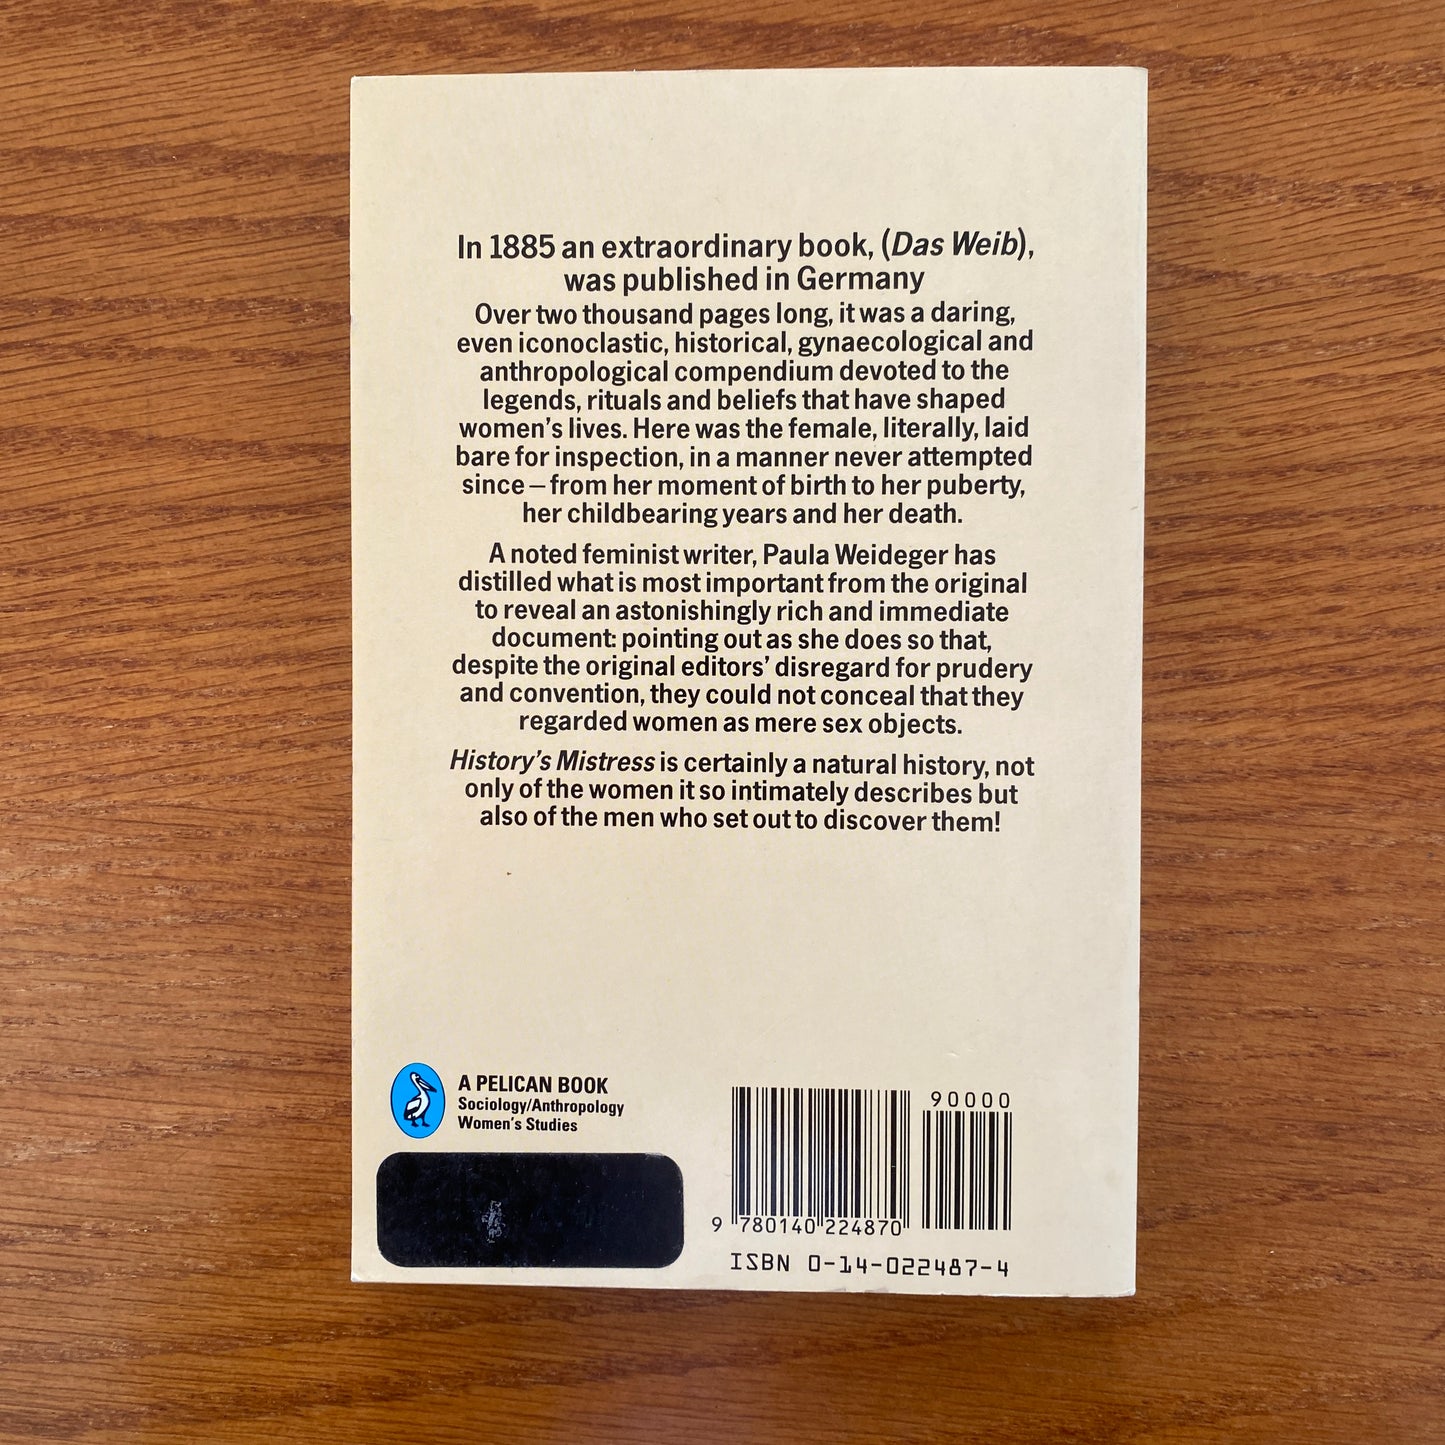 In 1885 an extraordinary book, (Das Weib),
was published in Germany
Over two thousand pages long, it was a daring,
even iconoclastic, historical, gynaecological and
anthropological compendium devoted to the
legends, rituals and beliefs that have shaped
women's lives. Here was the female, literally, laid
bare for inspection, in a manner never attempted
since – from her moment of birth to her puberty,
her childbearing years and her death.
A noted feminist writer, Paula Weideger has
distilled what is most important from the original
to reveal an astonishingly rich and immediate
document: pointing out as she does so that,
despite the original editors' disregard for prudery
and convention, they could not conceal that they
regarded women as mere sex objects.
History's Mistress is certainly a natural history, not
only of the women it so intimately describes but
also of the men who set out to discover them!
A PELICAN BOOK
Sociology/Anthropology
Women's Studies
90000
9 780140 224870
ISBN 0-14-022487-4